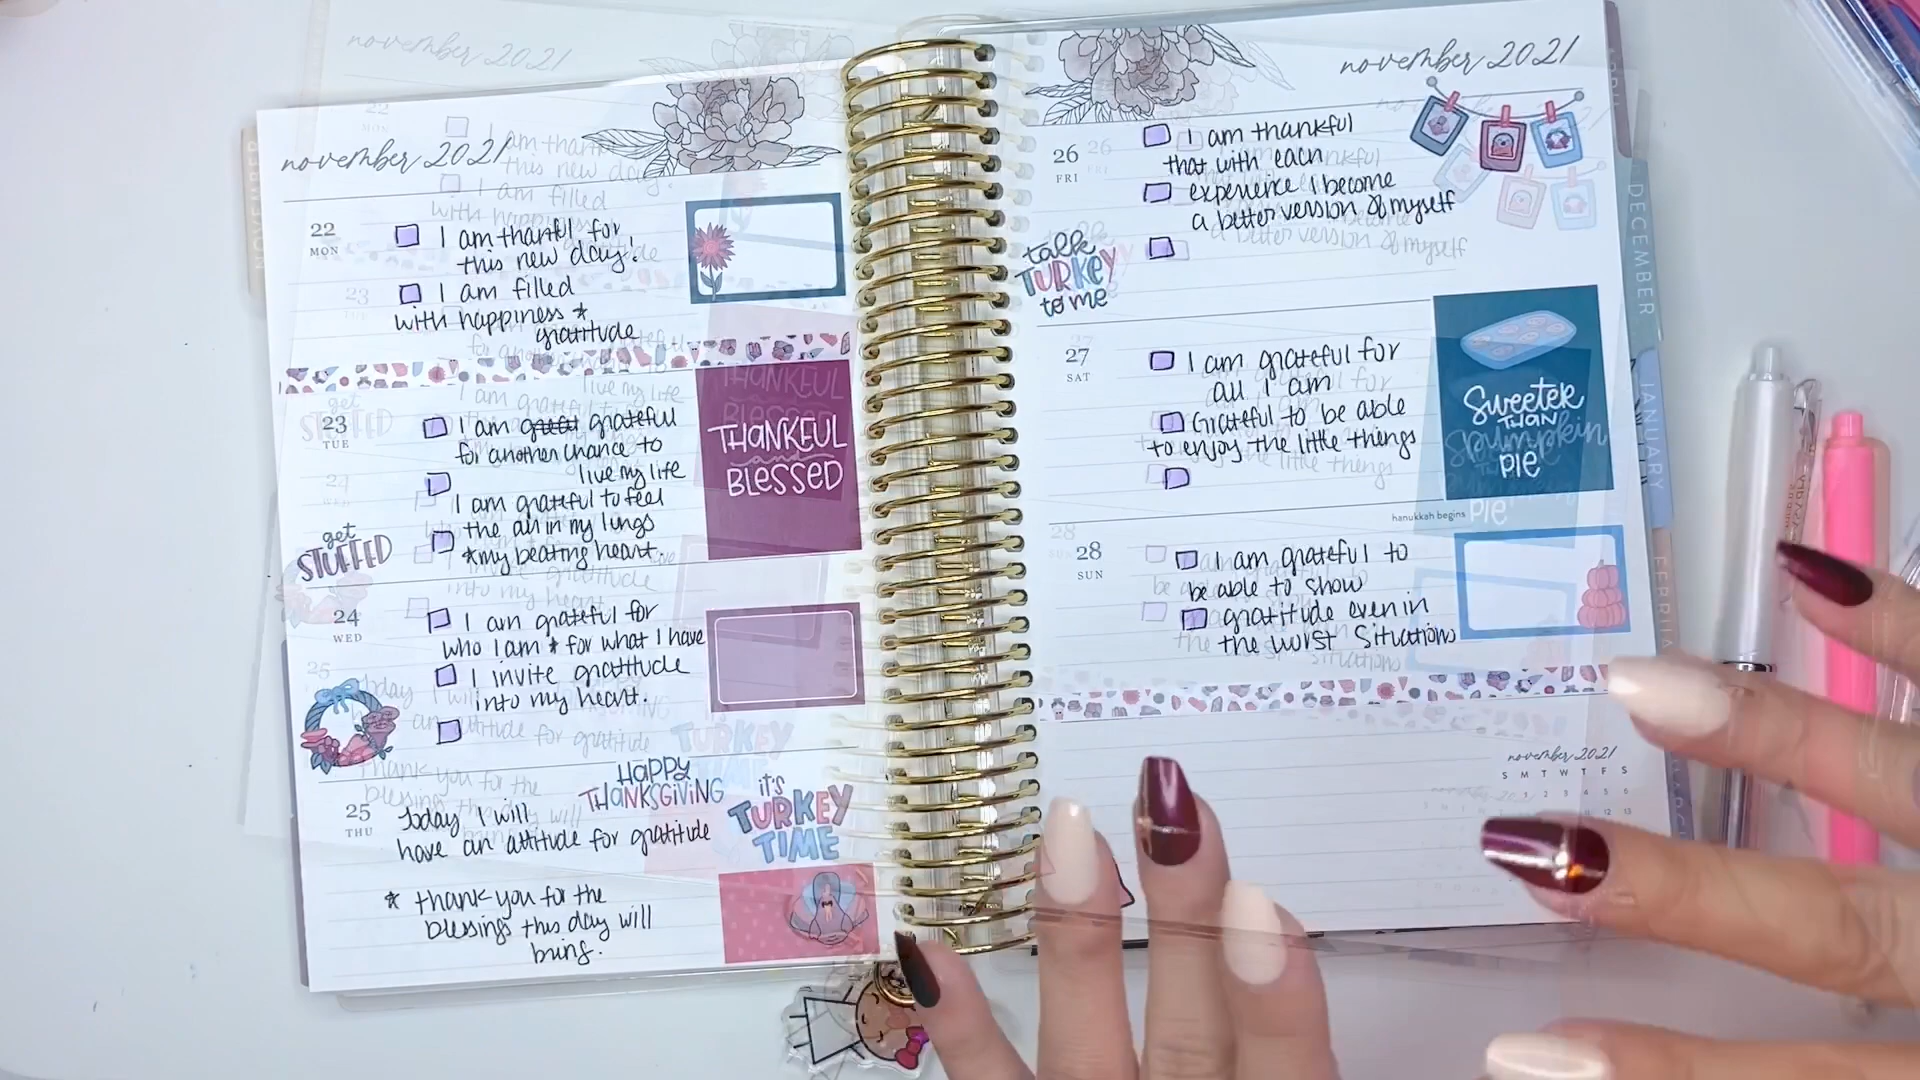 november 2021
22
MON
I am thankful for
this new day!
I am filled
with happiness *
gratitude
23
TUE
I am grateful
for another chance to
live my life
I am grateful to feel
the air in my lungs
*my beating heart.
THANKFUL
and
BLESSED
get
STUFFED
24
WED
I am grateful for
who I am * for what I have
I invite gratitude
into my heart.
25
THU
Today I will
have an attitude for gratitude
HAPPY
THANKSGIVING
it's
TURKEY
TIME
* thank you for the
blessings this day will
bring.
november 2021
26
FRI
I am thankful
that with each
experience I become
a better version of myself
talk
TURKEY
to me
27
SAT
I am grateful for
all I am
Grateful to be able
to enjoy the little things
Sweeter
THAN
pumpkin
PIE
hanukkah begins
28
SUN
I am grateful to
be able to show
gratitude even in
the worst situations
november 2021
S M T W T F S
NOVEMBER
DECEMBER
JANUARY